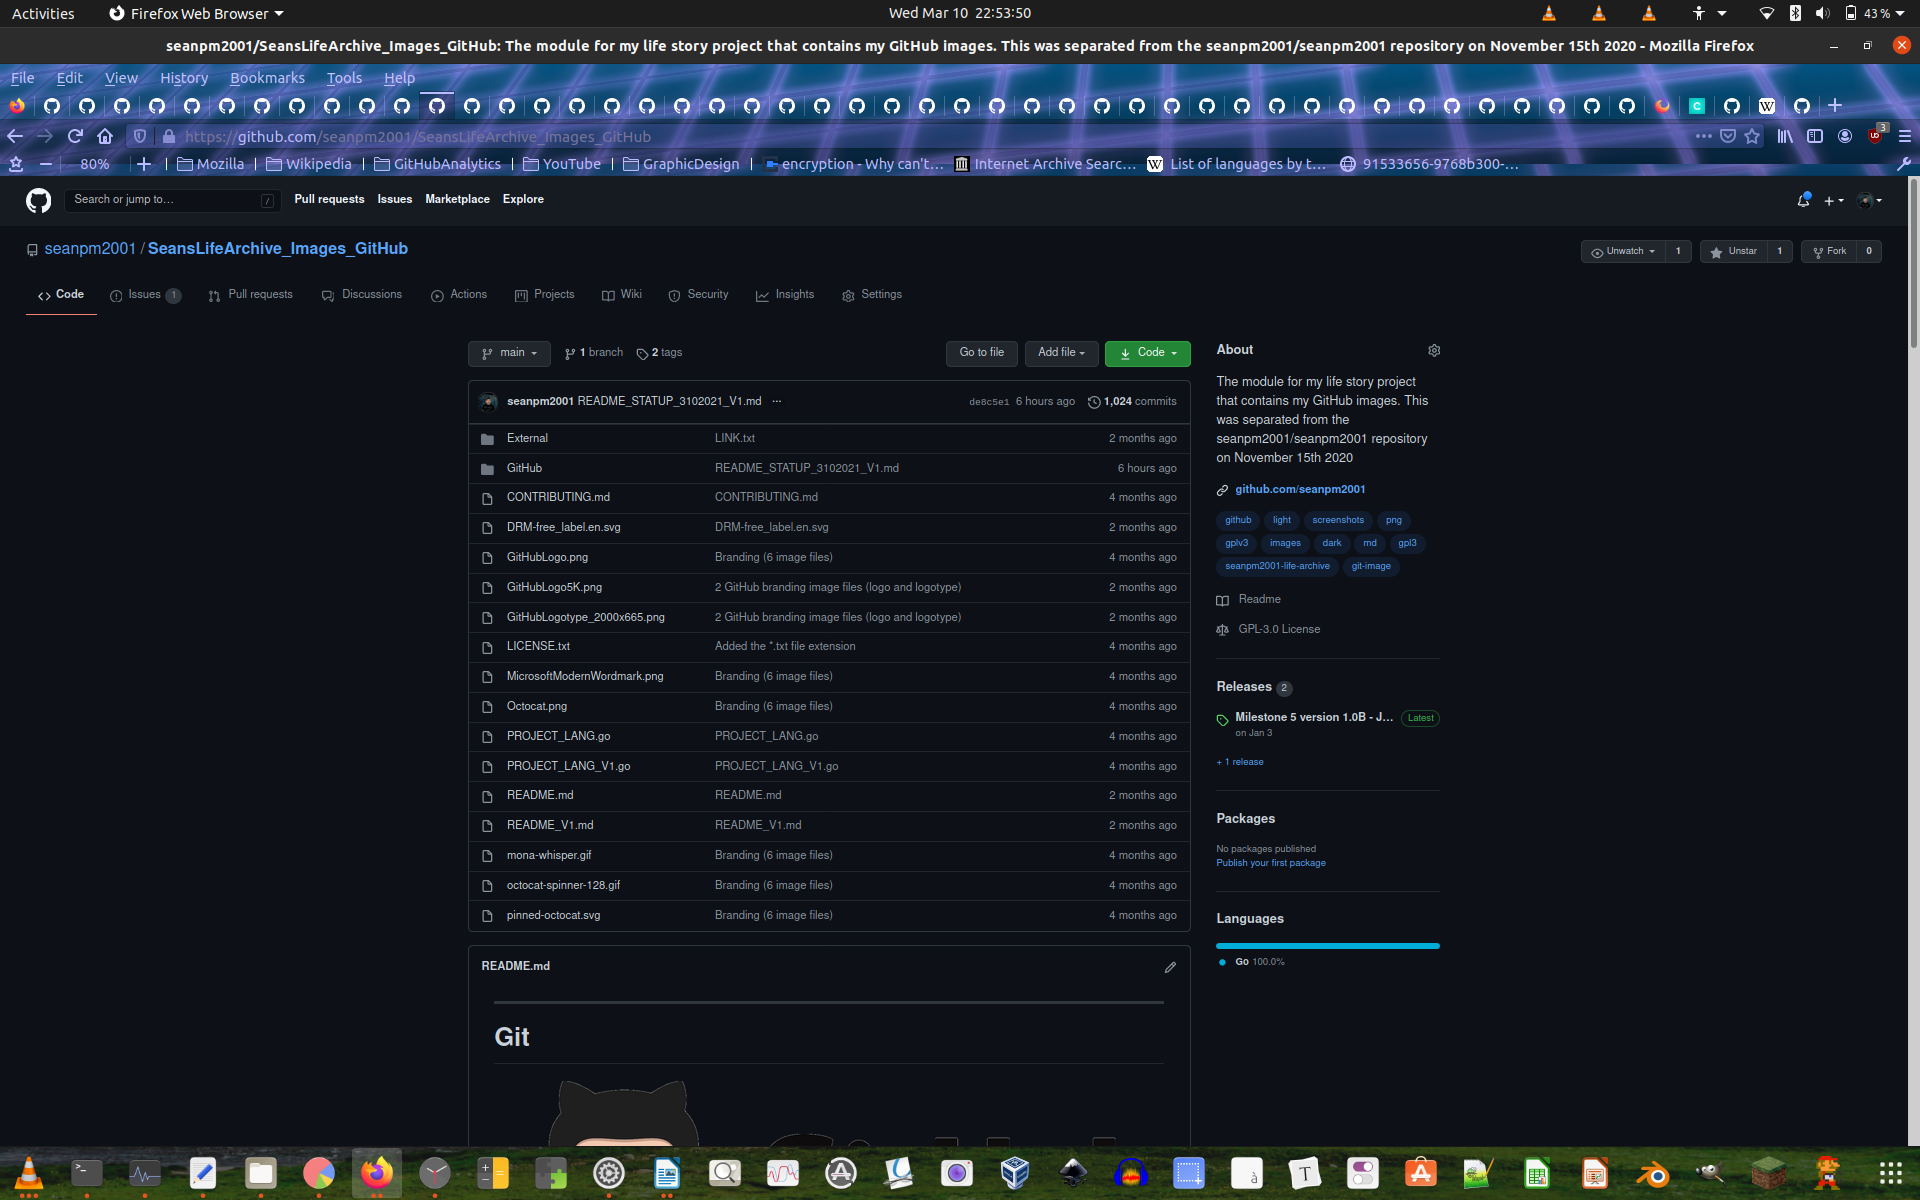 Activities Firefox Web Browser Wed Mar 10 22:53:50 43 %
seanpm2001/SeansLifeArchive_Images_GitHub: The module for my life story project that contains my GitHub images. This was separated from the seanpm2001/seanpm2001 repository on November 15th 2020 - Mozilla Firefox
File Edit View History Bookmarks Tools Help
https://github.com/seanpm2001/SeansLifeArchive_Images_GitHub 3
80% Mozilla Wikipedia GitHubAnalytics YouTube GraphicDesign encryption - Why can't… Internet Archive Searc… List of languages by t… 91533656-9768b300-…
Search or jump to… / Pull requests Issues Marketplace Explore
seanpm2001 / SeansLifeArchive_Images_GitHub Unwatch 1 Unstar 1 Fork 0
Code Issues 1 Pull requests Discussions Actions Projects Wiki Security Insights Settings
main 1 branch 2 tags Go to file Add file Code
seanpm2001 README_STATUP_3102021_V1.md ... de8c5e1 6 hours ago 1,024 commits
External LINK.txt 2 months ago
GitHub README_STATUP_3102021_V1.md 6 hours ago
CONTRIBUTING.md CONTRIBUTING.md 4 months ago
DRM-free_label.en.svg DRM-free_label.en.svg 2 months ago
GitHubLogo.png Branding (6 image files) 4 months ago
GitHubLogo5K.png 2 GitHub branding image files (logo and logotype) 2 months ago
GitHubLogotype_2000x665.png 2 GitHub branding image files (logo and logotype) 2 months ago
LICENSE.txt Added the *.txt file extension 4 months ago
MicrosoftModernWordmark.png Branding (6 image files) 4 months ago
Octocat.png Branding (6 image files) 4 months ago
PROJECT_LANG.go PROJECT_LANG.go 4 months ago
PROJECT_LANG_V1.go PROJECT_LANG_V1.go 4 months ago
README.md README.md 2 months ago
README_V1.md README_V1.md 2 months ago
mona-whisper.gif Branding (6 image files) 4 months ago
octocat-spinner-128.gif Branding (6 image files) 4 months ago
pinned-octocat.svg Branding (6 image files) 4 months ago
README.md
Git
About
The module for my life story project
that contains my GitHub images. This
was separated from the
seanpm2001/seanpm2001 repository
on November 15th 2020
github.com/seanpm2001
github light screenshots png
gplv3 images dark md gpl3
seanpm2001-life-archive git-image
Readme
GPL-3.0 License
Releases 2
Milestone 5 version 1.0B - J... Latest
on Jan 3
+ 1 release
Packages
No packages published
Publish your first package
Languages
Go 100.0%